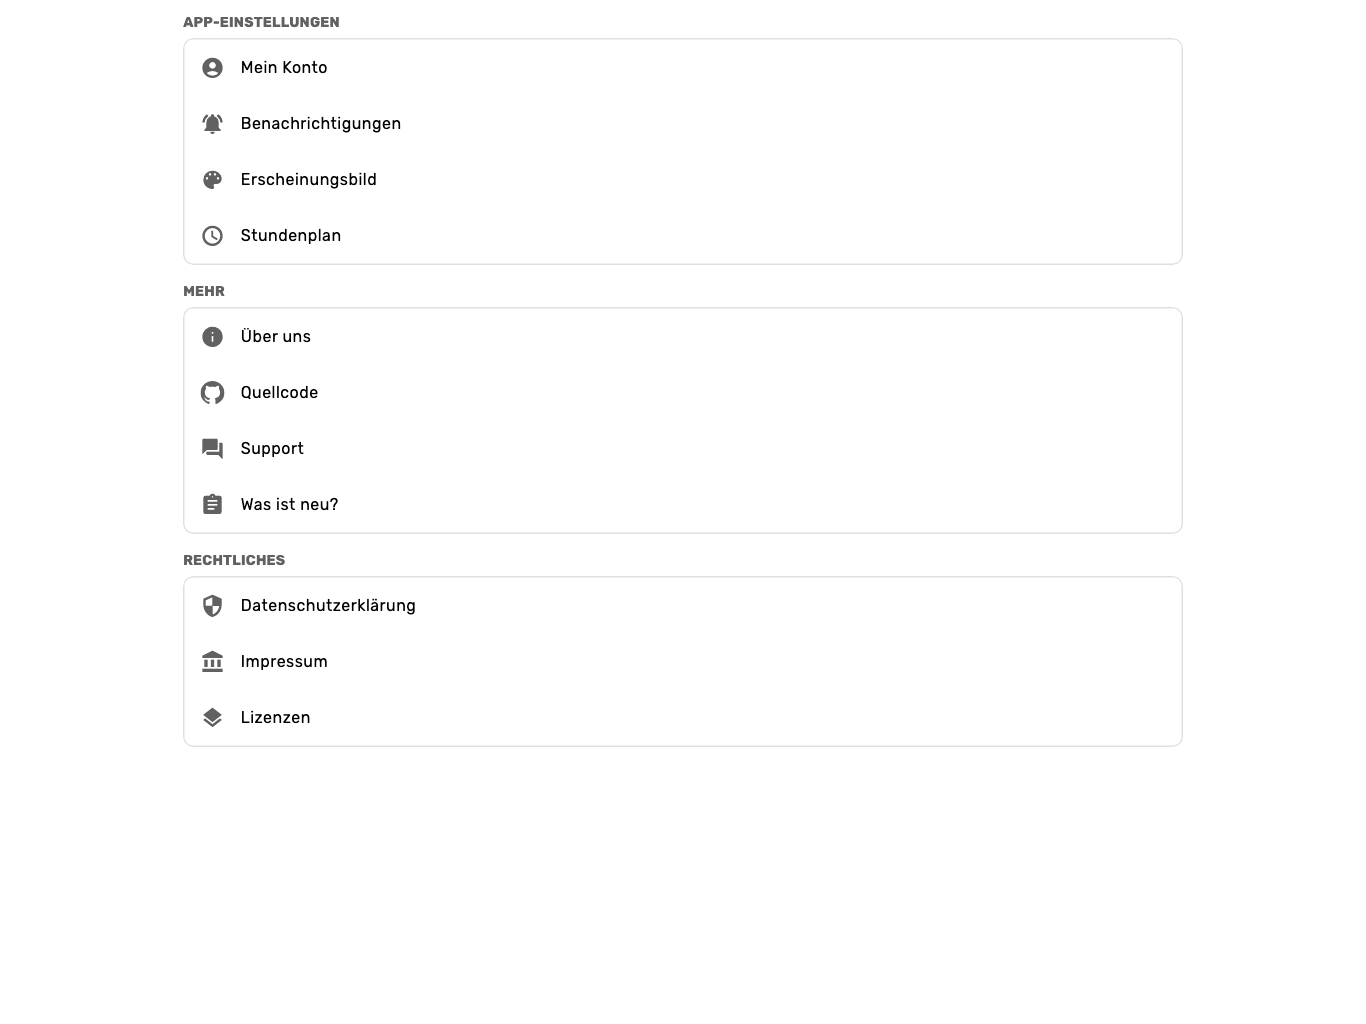 APP-EINSTELLUNGEN
Mein Konto
Benachrichtigungen
Erscheinungsbild
Stundenplan
MEHR
Über uns
Quellcode
Support
Was ist neu?
RECHTLICHES
Datenschutzerklärung
Impressum
Lizenzen